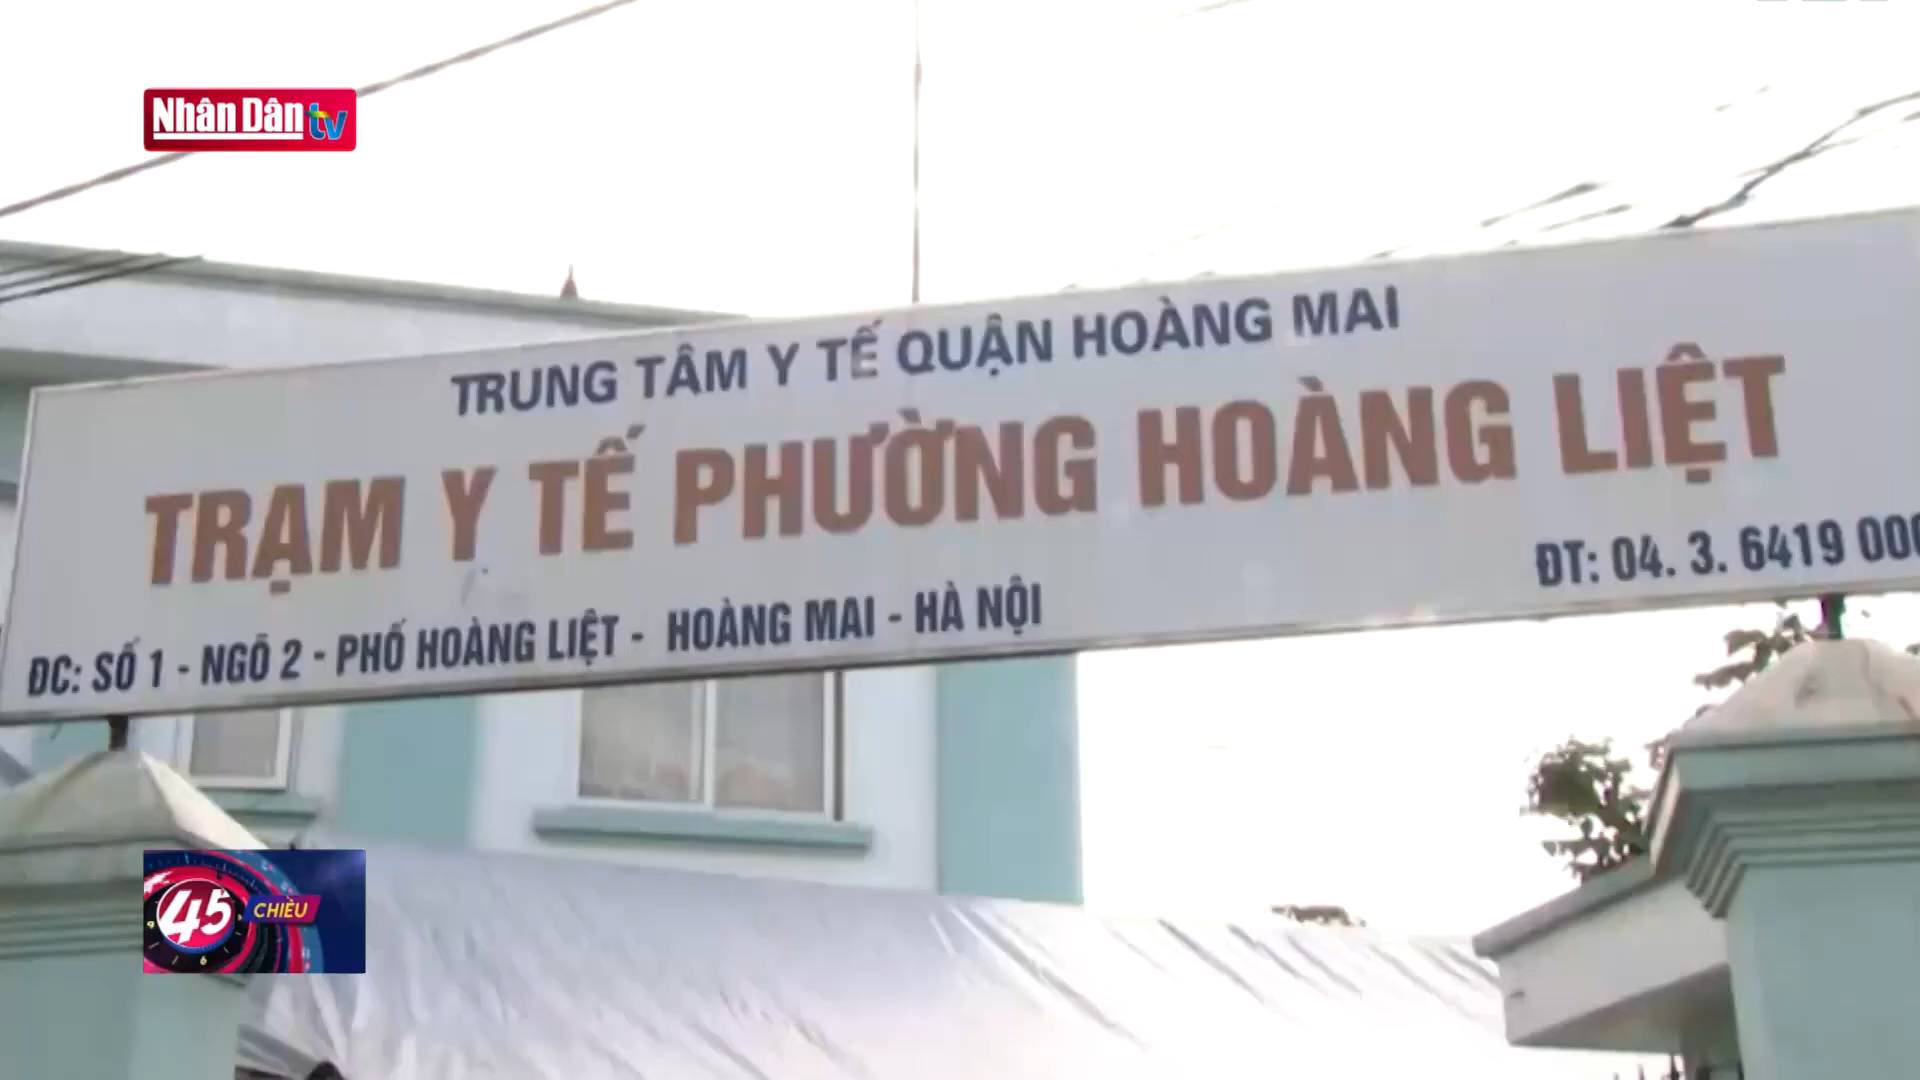 Nhân Dân tv
TRUNG TÂM Y TẾ QUẬN HOÀNG MAI
TRẠM Y TẾ PHƯỜNG HOÀNG LIỆT
ĐT: 04. 3. 6419 000
ĐC: SỐ 1 - NGÕ 2 - PHỐ HOÀNG LIỆT - HOÀNG MAI - HÀ NỘI
45 CHIỀU